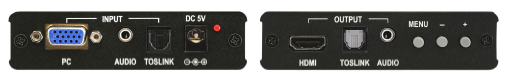 INPUT
DC 5V
PC
AUDIO
TOSLINK
OUTPUT
MENU
−
+
HDMI
TOSLINK
AUDIO